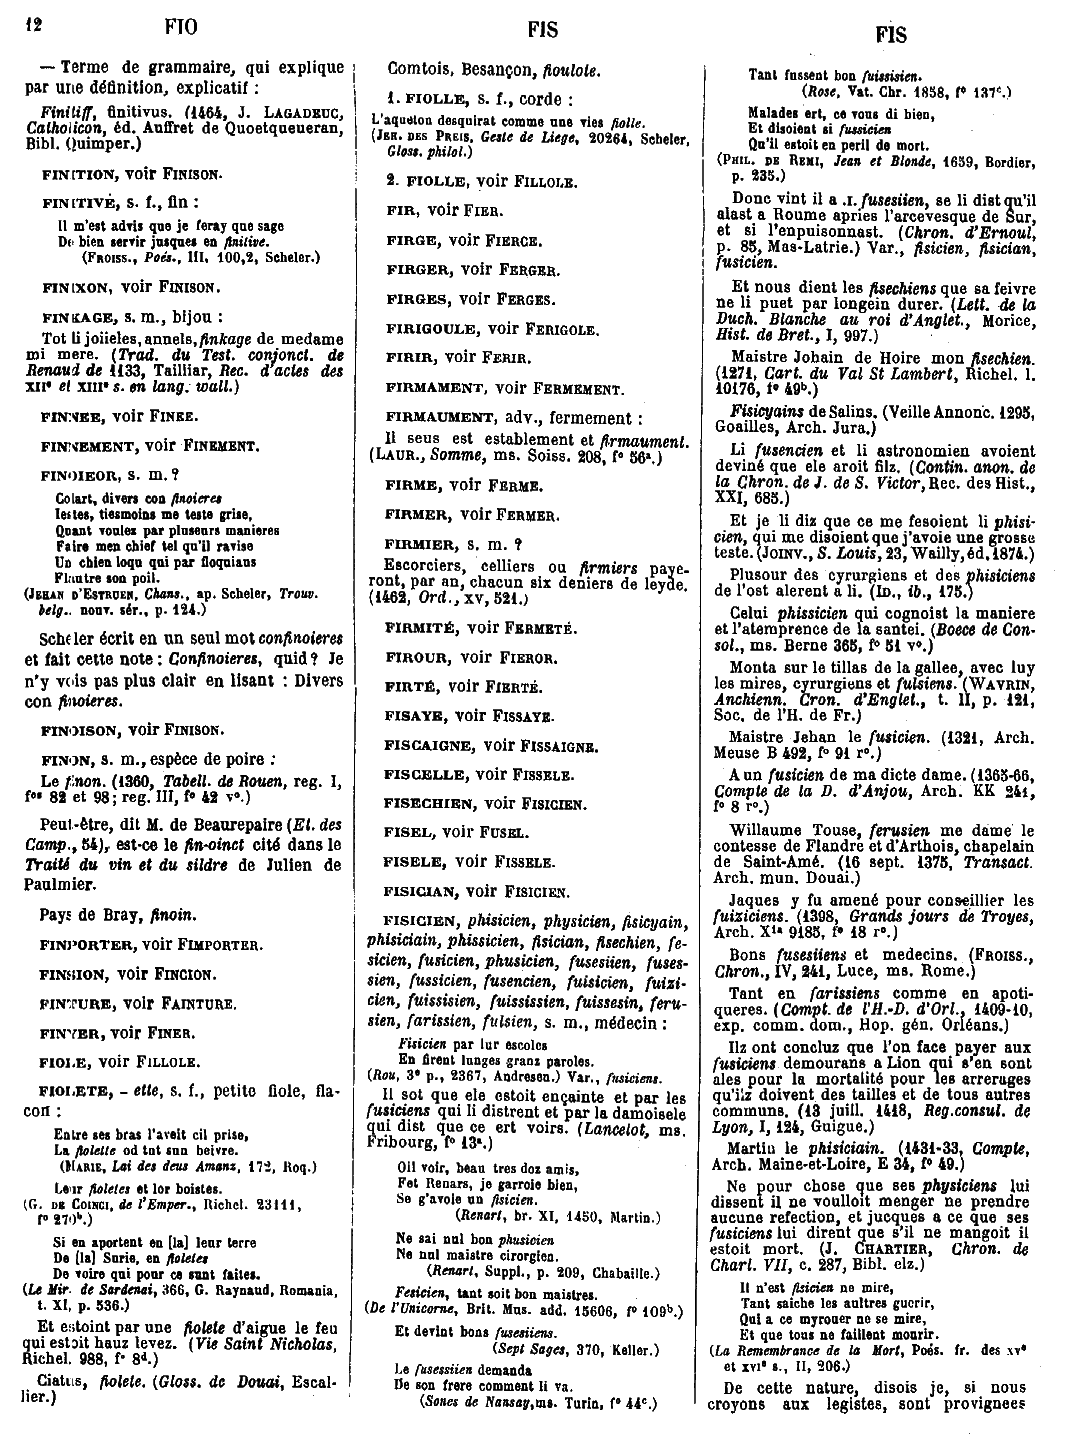 12
FIO
FIS
FIS
— Terme de grammaire, qui explique
par une définition, explicatif :
Finitiff, finitivus. (1464, J. LAGADEUC,
Catholicon, éd. Auffret de Quoetqueueran,
Bibl. Quimper.)
FINITION, voir FINISON.
FINITIVE, s. f., fin :
Il m'est advis que je feray que sage
De bien servir jusques en finitive.
(FROISS., Poés., III, 100,2, Scheler.)
FINIXON, voir FINISON.
FINKAGE, s. m., bijou :
Tot li joiieles, annels, finkage de medame
mi mere. (Trad. du Test. conjonct. de
Renaud de 1133, Tailliar, Rec. d'actes des
XIIe et XIIIe s. en lang. wall.)
FINNEE, voir FINEE.
FINNEMENT, voir FINEMENT.
FINOIEOR, s. m. ?
Colart, divers con finoieres
Iestes, tiesmoins me teste grise,
Quant voulez par pluseurs manieres
Faire men chief tel qu'il ravise
Un chien loqu qui par floquians
Flautre son poil.
(JEHAN D'ESTRUEN, Chans., ap. Scheler, Trouv.
belg., nouv. sér., p. 124.)
Scheler écrit en un seul mot confinoieres
et fait cette note : Confinoieres, quid ? Je
n'y vois pas plus clair en lisant : Divers
con finoieres.
FINOISON, voir FINISON.
FINON, s. m., espèce de poire :
Le finon. (1360, Tabell. de Rouen, reg. I,
fos 82 et 98 ; reg. III, fo 42 vo.)
Peut-être, dit M. de Beaurepaire (Et. des
Camp., 54), est-ce le fin-oinct cité dans le
Traité du vin et du sildre de Julien de
Paulmier.
Pays de Bray, finoin.
FINPORTER, voir FIMPORTER.
FINSION, voir FINCION.
FINTURE, voir FAINTURE.
FINTER, voir FINER.
FIOLE, voir FILLOLE.
FIOLETE, - ette, s. f., petite fiole, fla-
con :
Entre ses bras l'aveit cil prise,
La fiolette od tut sun beivre.
(MARIE, Lai des deus Amanz, 172, Roq.)
Leur fioletes et lor boistes.
(G. DE COINCI, de l'Emper., Richel. 23111,
fo 270b.)
Si en aportent en [la] leur terre
De [la] Surie, en fioletes
De voire qui pour ce sunt faites.
(Le Mir. de Sardenai, 366, G. Raynaud, Romania,
t. XI, p. 536.)
Et estoint par une fiolete d'aigue le feu
qui estoit hauz levez. (Vie Saint Nicholas,
Richel. 988, fo 8d.)
Ciatus, fiolete. (Gloss. de Douai, Escal-
lier.)
Comtois, Besançon, fioulote.
1. FIOLLE, s. f., corde :
L'aqueton desquirat comme une vies fiolle.
(JEH. DES PREIS, Geste de Liege, 20264, Scheler,
Gloss. philol.)
2. FIOLLE, voir FILLOLE.
FIR, voir FIER.
FIRGE, voir FIERCE.
FIRGER, voir FERGER.
FIRGES, voir FERGES.
FIRIGOULE, voir FERIGOLE.
FIRIR, voir FERIR.
FIRMAMENT, voir FERMEMENT.
FIRMAUMENT, adv., fermement :
Il seus est establement et firmaument.
(LAUR., Somme, ms. Soiss. 208, fo 56a.)
FIRME, voir FERME.
FIRMER, voir FERMER.
FIRMIER, s. m. ?
Escorciers, celliers ou firmiers paye-
ront, par an, chacun six deniers de leyde.
(1462, Ord., XV, 521.)
FIRMITÉ, voir FERMETÉ.
FIROUR, voir FIEROR.
FIRTÉ, voir FIERTÉ.
FISAYE, voir FISSAYE.
FISCAIGNE, voir FISSAIGNE.
FISCELLE, voir FISSELE.
FISECHIEN, voir FISICIEN.
FISEL, voir FUSEL.
FISELE, voir FISSELE.
FISICIAN, voir FISICIEN.
FISICIEN, phisicien, physicien, fisicyain,
phisiciain, phissicien, fisician, fisechien, fe-
sicien, fusicien, phusicien, fusesiien, fuses-
sien, fussicien, fusencien, fuisicien, fuizi-
cien, fuissisien, fuississien, fuissesin, feru-
sien, farissien, fulsien, s. m., médecin :
Fisicien par lur escoles
En firent lunges granz paroles.
(Rou, 3e p., 2367, Andresen.) Var., fusiciens.
Il sot que ele estoit ençainte et par les
fusiciens qui li distrent et par la damoisele
qui dist que ce ert voirs. (Lancelot, ms.
Fribourg, fo 13a.)
Oil voir, beau tres doz amis,
Fet Renars, je garroie bien,
Se g'avoie un fisicien.
(Renart, br. XI, 1450, Martin.)
Ne sai nul bon phusicien
Ne nul maistre cirorgien.
(Renart, Suppl., p. 209, Chabaille.)
Fesicien, tant soit bon maistres.
(De l'Unicorne, Brit. Mus. add. 15606, fo 109b.)
Et devint bons fusesiiens.
(Sept Sages, 370, Keller.)
Le fusessiien demanda
De son frere comment li va.
(Sones de Nansay, ms. Turin, fo 44c.)
Tant fussent bon fuissisien.
(Rose, Vat. Chr. 1858, fo 137c.)
Malades ert, ce vous di bien,
Et disoient si fussicien
Qu'il estoit en peril de mort.
(PHIL. DE REMI, Jean et Blonde, 1659, Bordier,
p. 235.)
Donc vint il a .I. fusesiien, se li dist qu'il
alast a Roume apries l'arcevesque de Sur,
et si l'enpuisonnast. (Chron. d'Ernoul,
p. 85, Mas-Latrie.) Var., fisicien, fisician,
fusicien.
Et nous dient les fisechiens que sa feivre
ne li puet par longein durer. (Lett. de la
Duch. Blanche au roi d'Anglet., Morice,
Hist. de Bret., I, 997.)
Maistre Johain de Hoire mon fisechien.
(1271, Cart. du Val St Lambert, Richel. l.
10176, fo 49b.)
Fisicyains de Salins. (Veille Annonc. 1295,
Goailles, Arch. Jura.)
Li fusencien et li astronomien avoient
deviné que ele aroit filz. (Contin. anon. de
la Chron. de J. de S. Victor, Rec. des Hist.,
XXI, 685.)
Et je li diz que ce me fesoient li phisi-
cien, qui me disoient que j'avoie une grosse
teste. (JOINV., S. Louis, 23, Wailly, éd. 1874.)
Plusour des cyrurgiens et des phisiciens
de l'ost alerent a li. (ID., ib., 175.)
Celui phissicien qui cognoist la maniere
et l'atemprence de la santei. (Boece de Con-
sol., ms. Berne 365, fo 51 vo.)
Monta sur le tillas de la gallee, avec luy
les mires, cyrurgiens et fulsiens. (WAVRIN,
Anchienn. Cron. d'Englet., t. II, p. 121,
Soc. de l'H. de Fr.)
Maistre Jehan le fusicien. (1321, Arch.
Meuse B 492, fo 91 ro.)
A un fusicien de ma dicte dame. (1365-66,
Compte de la D. d'Anjou, Arch. KK 241,
fo 8 ro.)
Willaume Touse, ferusien me dame le
contesse de Flandre et d'Arthois, chapelain
de Saint-Amé. (16 sept. 1375, Transact.
Arch. mun. Douai.)
Jaques y fu amené pour conseillier les
fuiziciens. (1398, Grands jours de Troyes,
Arch. X1a 9185, fo 18 ro.)
Bons fusesiiens et medecins. (FROISS.,
Chron., IV, 241, Luce, ms. Rome.)
Tant en farissiens comme en apoti-
queres. (Compt. de l'H.-D. d'Orl., 1409-10,
exp. comm. dom., Hop. gén. Orléans.)
Ilz ont concluz que l'on face payer aux
fusiciens demourans a Lion qui s'en sont
ales pour la mortalité pour les arreruges
qu'ilz doivent des tailles et de tous autres
communs. (13 juill. 1418, Reg. consul. de
Lyon, I, 124, Guigue.)
Martin le phisiciain. (1431-33, Compte,
Arch. Maine-et-Loire, E 34, fo 49.)
Ne pour chose que ses physiciens lui
dissent il ne voulloit menger ne prendre
aucune refection, et jucques a ce que ses
fusiciens lui dirent que s'il ne mangoit il
estoit mort. (J. CHARTIER, Chron. de
Charl. VII, c. 287, Bibl. elz.)
Il n'est fisicien ne mire,
Tant saiche les aultres guerir,
Qui a ce myrouer ne se mire,
Et que tous ne faillent mourir.
(La Remembrance de la Mort, Poés. fr. des XVe
et XVIe s., II, 206.)
De cette nature, disois je, si nous
croyons aux legistes, sont provignees